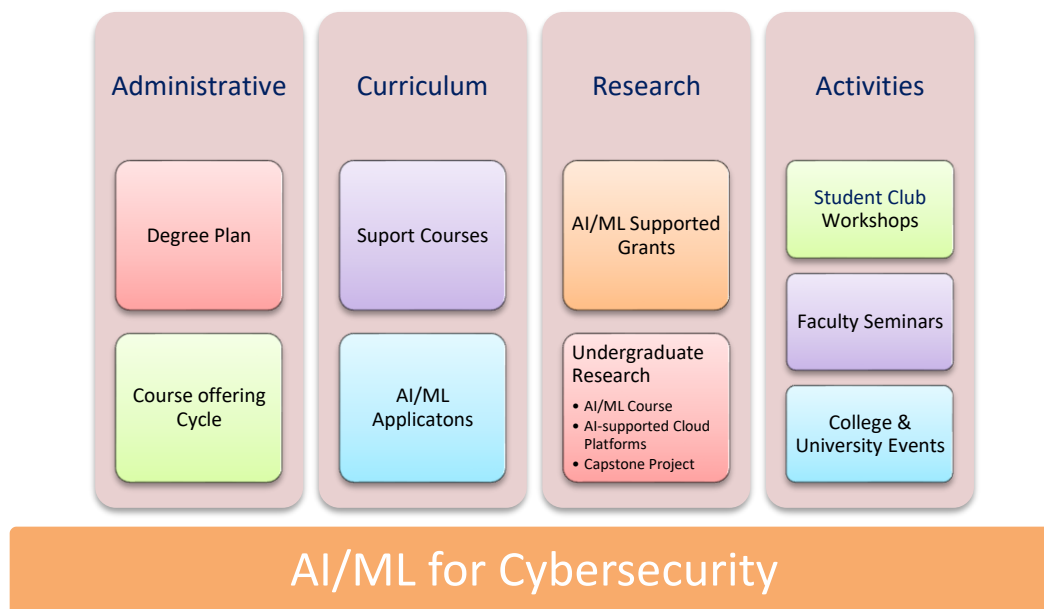 Administrative
Degree Plan
Course offering
Cycle
Curriculum
Suport Courses
AI/ML
Applicatons
Research
AI/ML Supported
Grants
Undergraduate
Research
• AI/ML Course
• AI-supported Cloud
Platforms
• Capstone Project
Activities
Student Club
Workshops
Faculty Seminars
College &
University Events
AI/ML for Cybersecurity